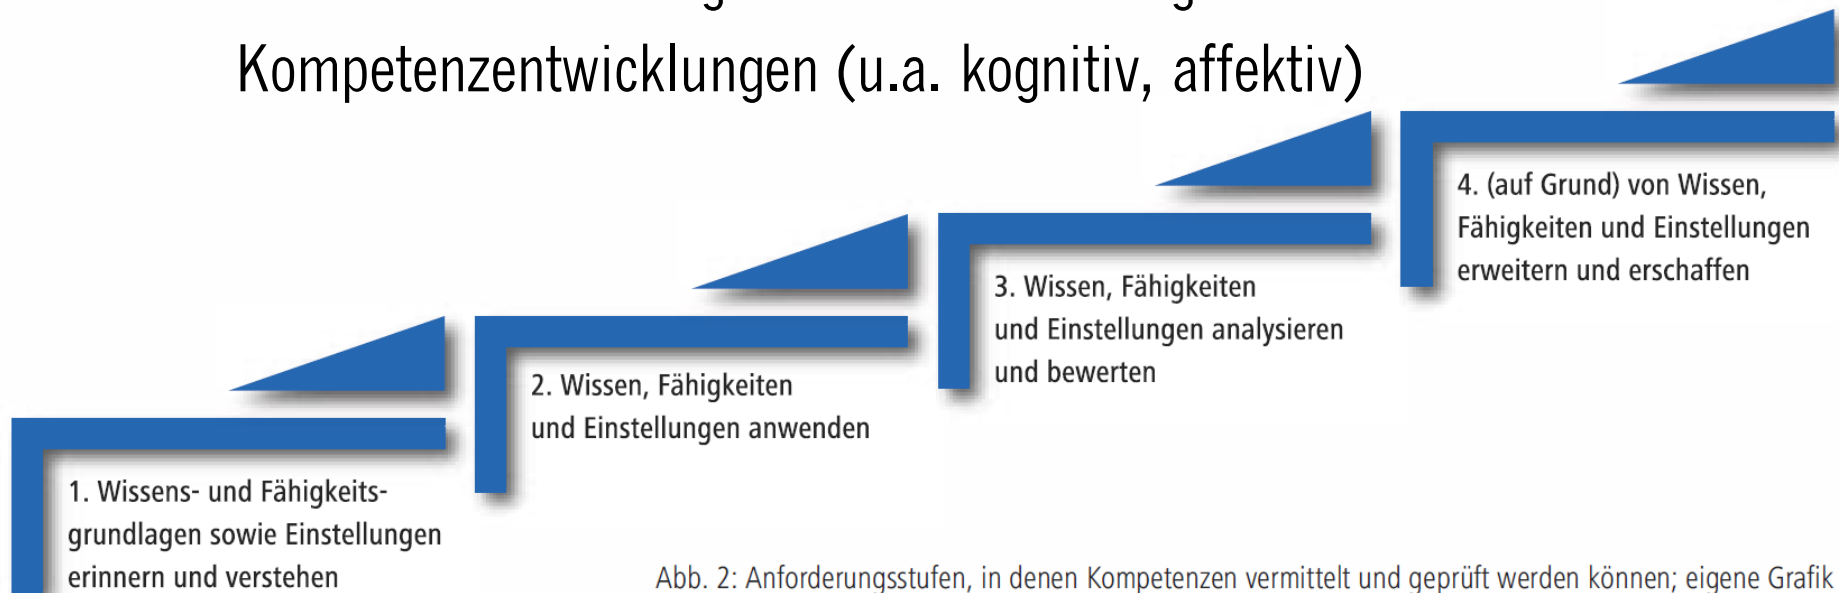 Kompetenzentwicklungen (u.a. kognitiv, affektiv)
4. (auf Grund) von Wissen,
Fähigkeiten und Einstellungen
erweitern und erschaffen
3. Wissen, Fähigkeiten
und Einstellungen analysieren
und bewerten
2. Wissen, Fähigkeiten
und Einstellungen anwenden
1. Wissens- und Fähigkeits-
grundlagen sowie Einstellungen
erinnern und verstehen
Abb. 2: Anforderungsstufen, in denen Kompetenzen vermittelt und geprüft werden können; eigene Grafik